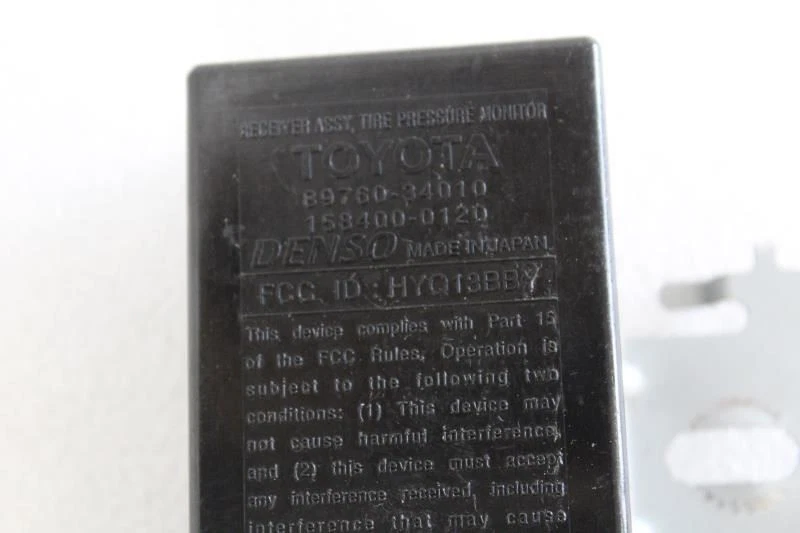 RECEIVER ASSY, TIRE PRESSURE MONITOR
TOYOTA
89760-34010
158400-0120
DENSO MADE IN JAPAN
FCC ID : HYQ13BBY
This device complies with Part 15
of the FCC Rules. Operation is
subject to the following two
conditions: (1) This device may
not cause harmful interference,
and (2) this device must accept
any interference received, including
interference that may cause